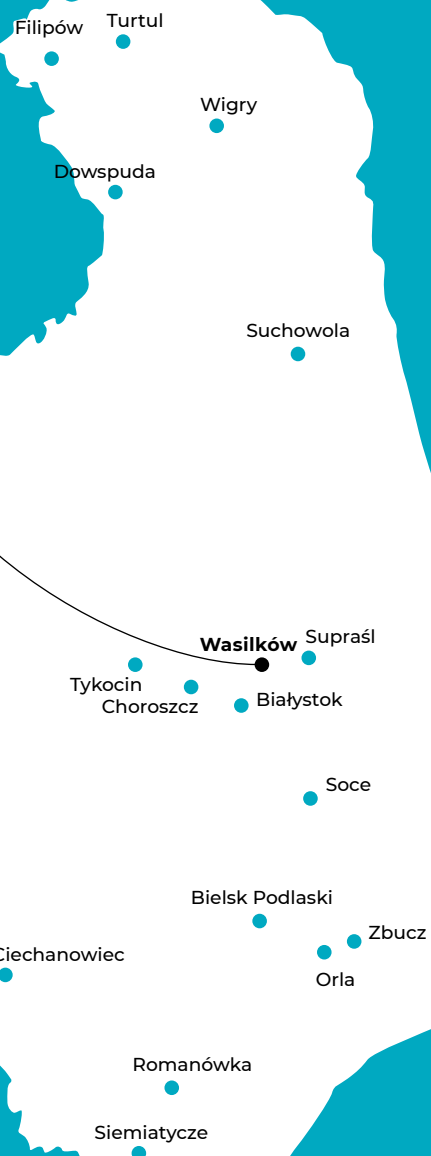 Filipów
Turtul
Wigry
Dowspuda
Suchowola
Wasilków
Supraśl
Tykocin
Choroszcz
Białystok
Soce
Bielsk Podlaski
Zbucz
Ciechanowiec
Orla
Romanówka
Siemiatycze